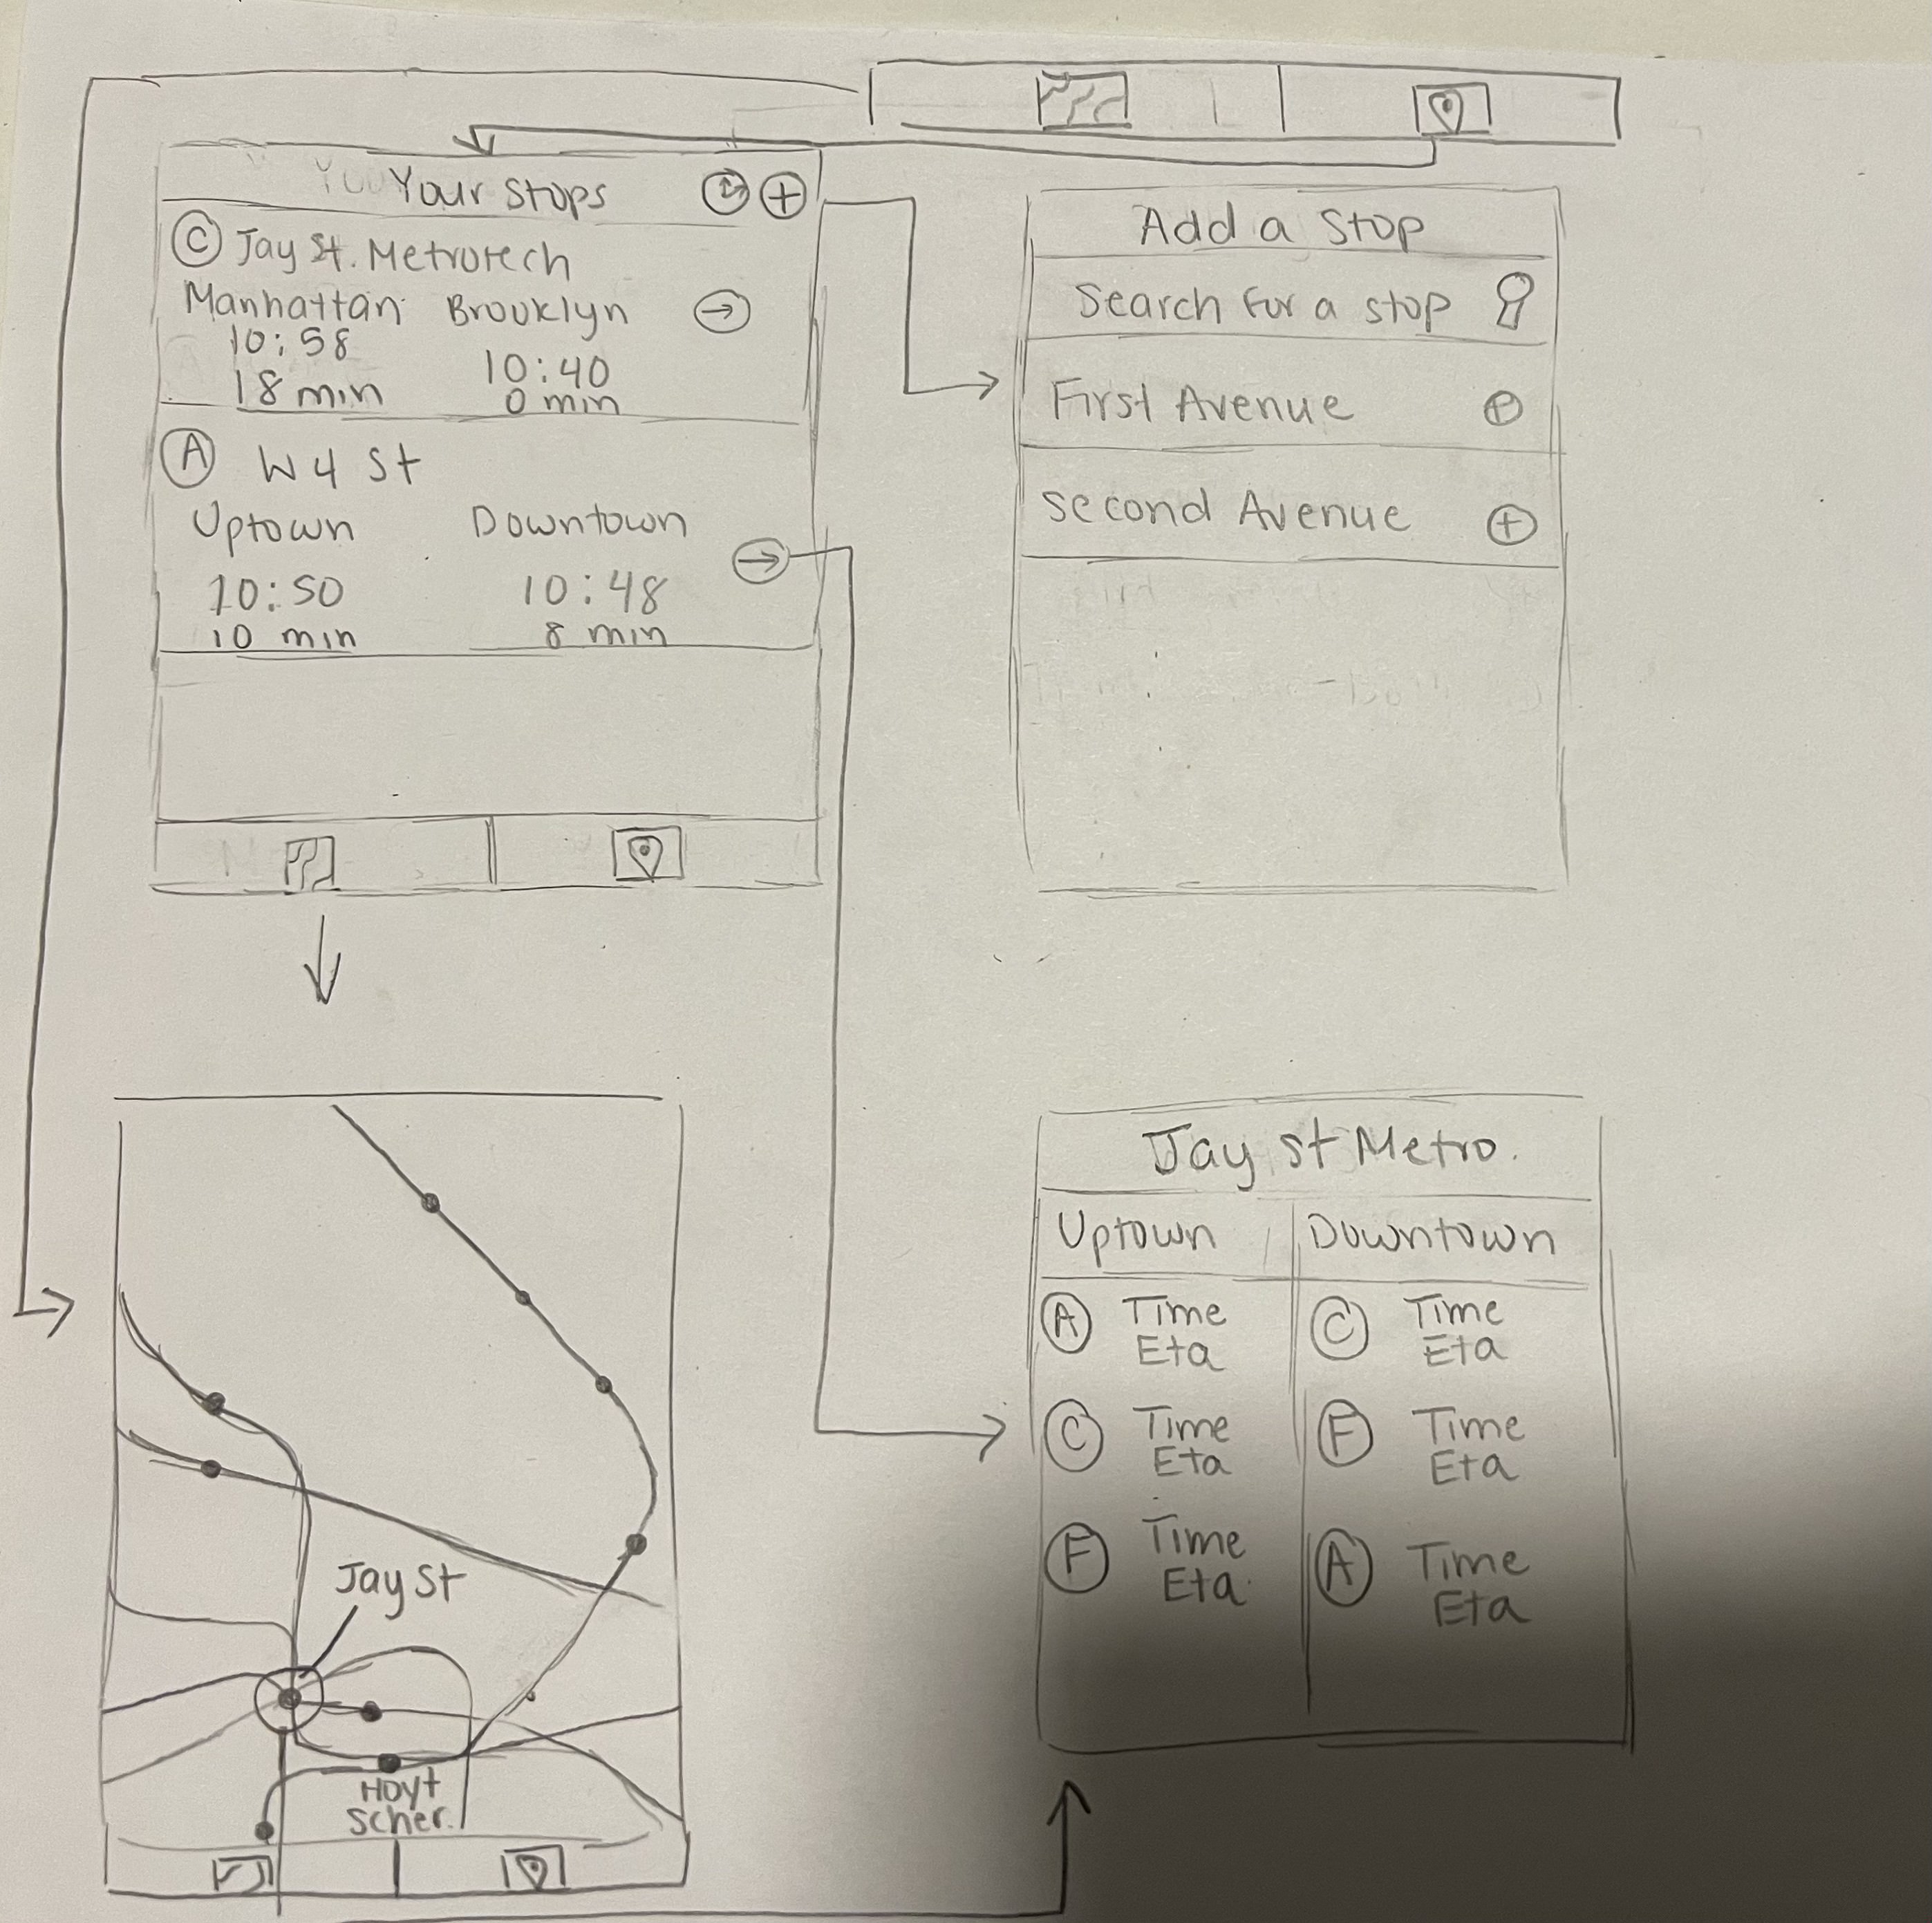 Your Stops
C Jay St. Metrotech
Manhattan Brooklyn
10:58 10:40
18 min 0 min
A W 4 St
Uptown Downtown
10:50 10:48
10 min 8 min
Add a Stop
Search for a stop
First Avenue
Second Avenue
Jay St
Hoyt
Scher.
Jay St Metro.
Uptown Downtown
A Time C Time
Eta Eta
C Time F Time
Eta Eta
F Time A Time
Eta. Eta